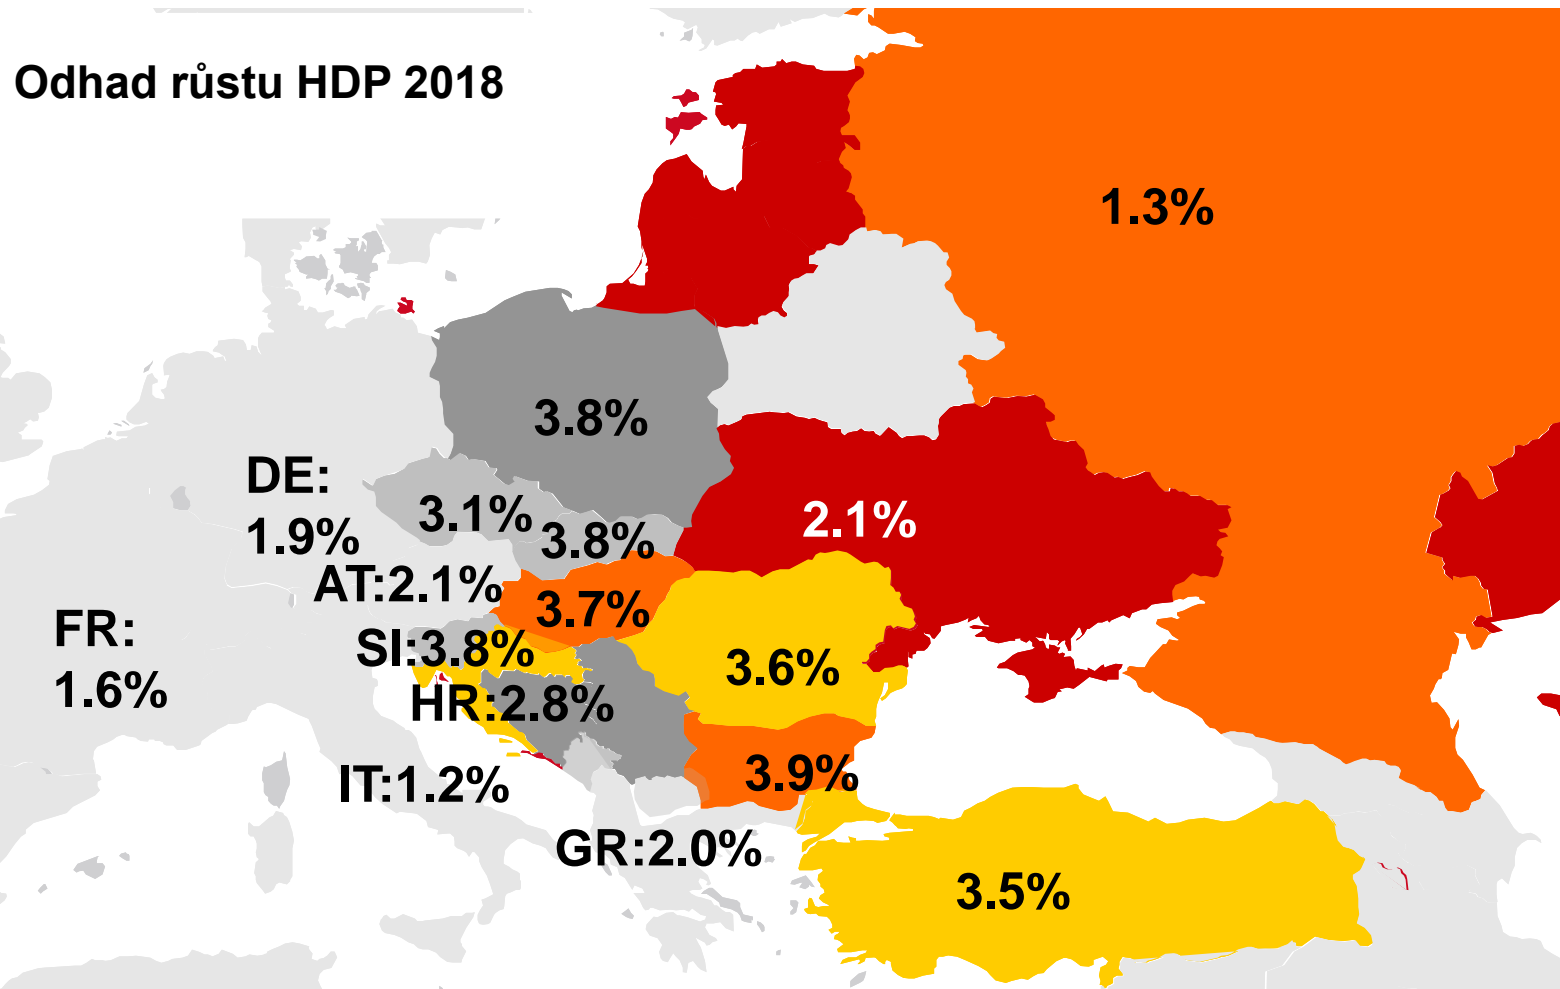 Odhad růstu HDP 2018
1.3%
3.8%
DE:
1.9%
3.1%
3.8%
2.1%
AT:2.1%
3.7%
FR:
1.6%
SI:3.8%
3.6%
HR:2.8%
IT:1.2%
3.9%
GR:2.0%
3.5%